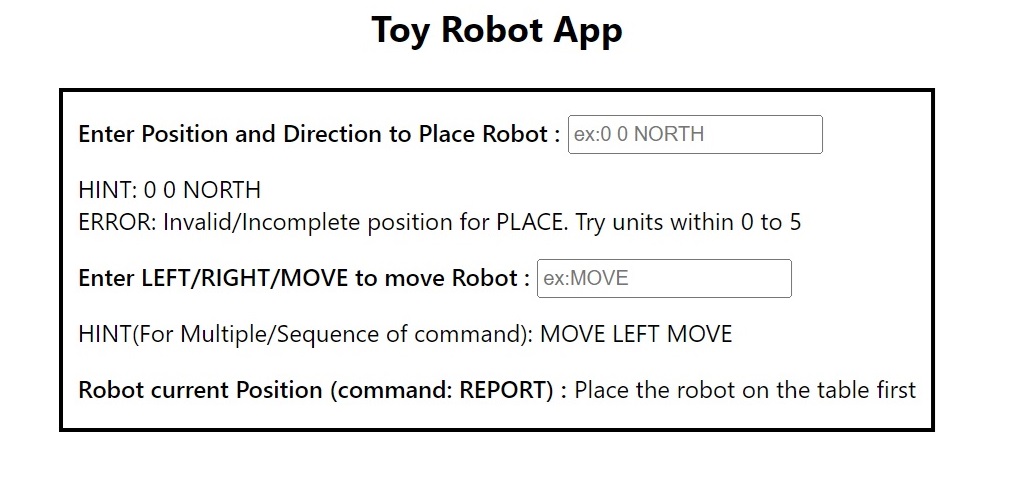 Toy Robot App
Enter Position and Direction to Place Robot : ex:0 0 NORTH
HINT: 0 0 NORTH
ERROR: Invalid/Incomplete position for PLACE. Try units within 0 to 5
Enter LEFT/RIGHT/MOVE to move Robot : ex:MOVE
HINT(For Multiple/Sequence of command): MOVE LEFT MOVE
Robot current Position (command: REPORT) : Place the robot on the table first